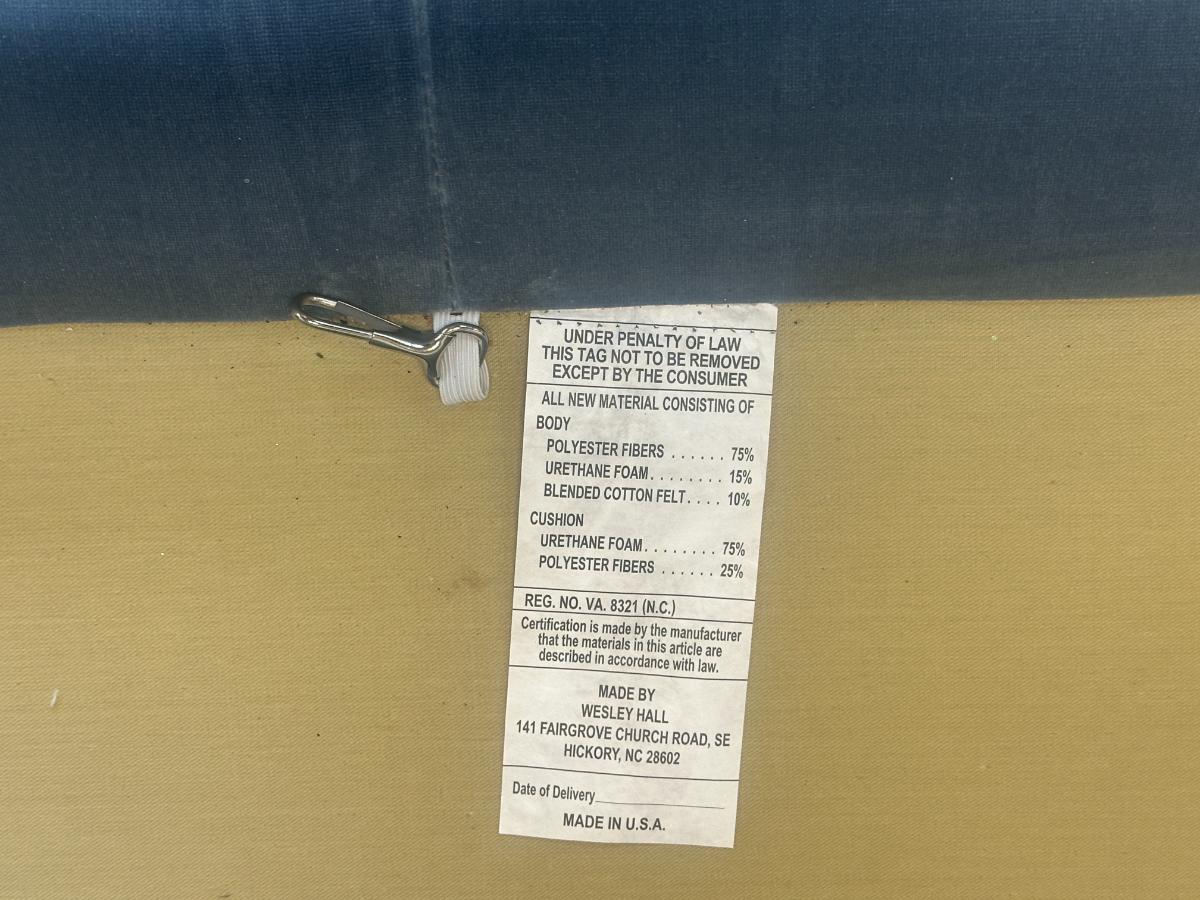 UNDER PENALTY OF LAW
THIS TAG NOT TO BE REMOVED
EXCEPT BY THE CONSUMER
ALL NEW MATERIAL CONSISTING OF
BODY
POLYESTER FIBERS . . . . . . 75%
URETHANE FOAM . . . . . . . . 15%
BLENDED COTTON FELT . . . . 10%
CUSHION
URETHANE FOAM . . . . . . . . 75%
POLYESTER FIBERS . . . . . . 25%
REG. NO. VA. 8321 (N.C.)
Certification is made by the manufacturer
that the materials in this article are
described in accordance with law.
MADE BY
WESLEY HALL
141 FAIRGROVE CHURCH ROAD, SE
HICKORY, NC 28602
Date of Delivery____________________
MADE IN U.S.A.